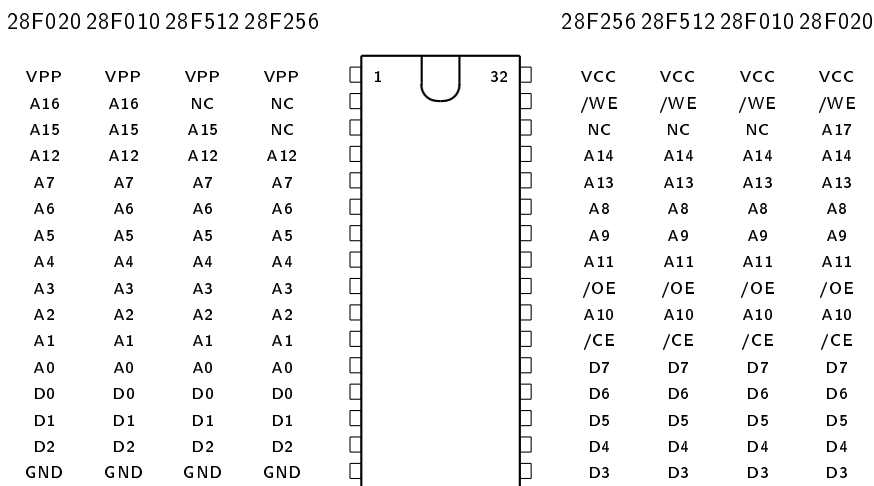 28F020 28F010 28F512 28F256 28F256 28F512 28F010 28F020
VPP VPP VPP VPP 1 32 VCC VCC VCC VCC
A16 A16 NC NC /WE /WE /WE /WE
A15 A15 A15 NC NC NC NC A17
A12 A12 A12 A12 A14 A14 A14 A14
A7 A7 A7 A7 A13 A13 A13 A13
A6 A6 A6 A6 A8 A8 A8 A8
A5 A5 A5 A5 A9 A9 A9 A9
A4 A4 A4 A4 A11 A11 A11 A11
A3 A3 A3 A3 /OE /OE /OE /OE
A2 A2 A2 A2 A10 A10 A10 A10
A1 A1 A1 A1 /CE /CE /CE /CE
A0 A0 A0 A0 D7 D7 D7 D7
D0 D0 D0 D0 D6 D6 D6 D6
D1 D1 D1 D1 D5 D5 D5 D5
D2 D2 D2 D2 D4 D4 D4 D4
GND GND GND GND D3 D3 D3 D3